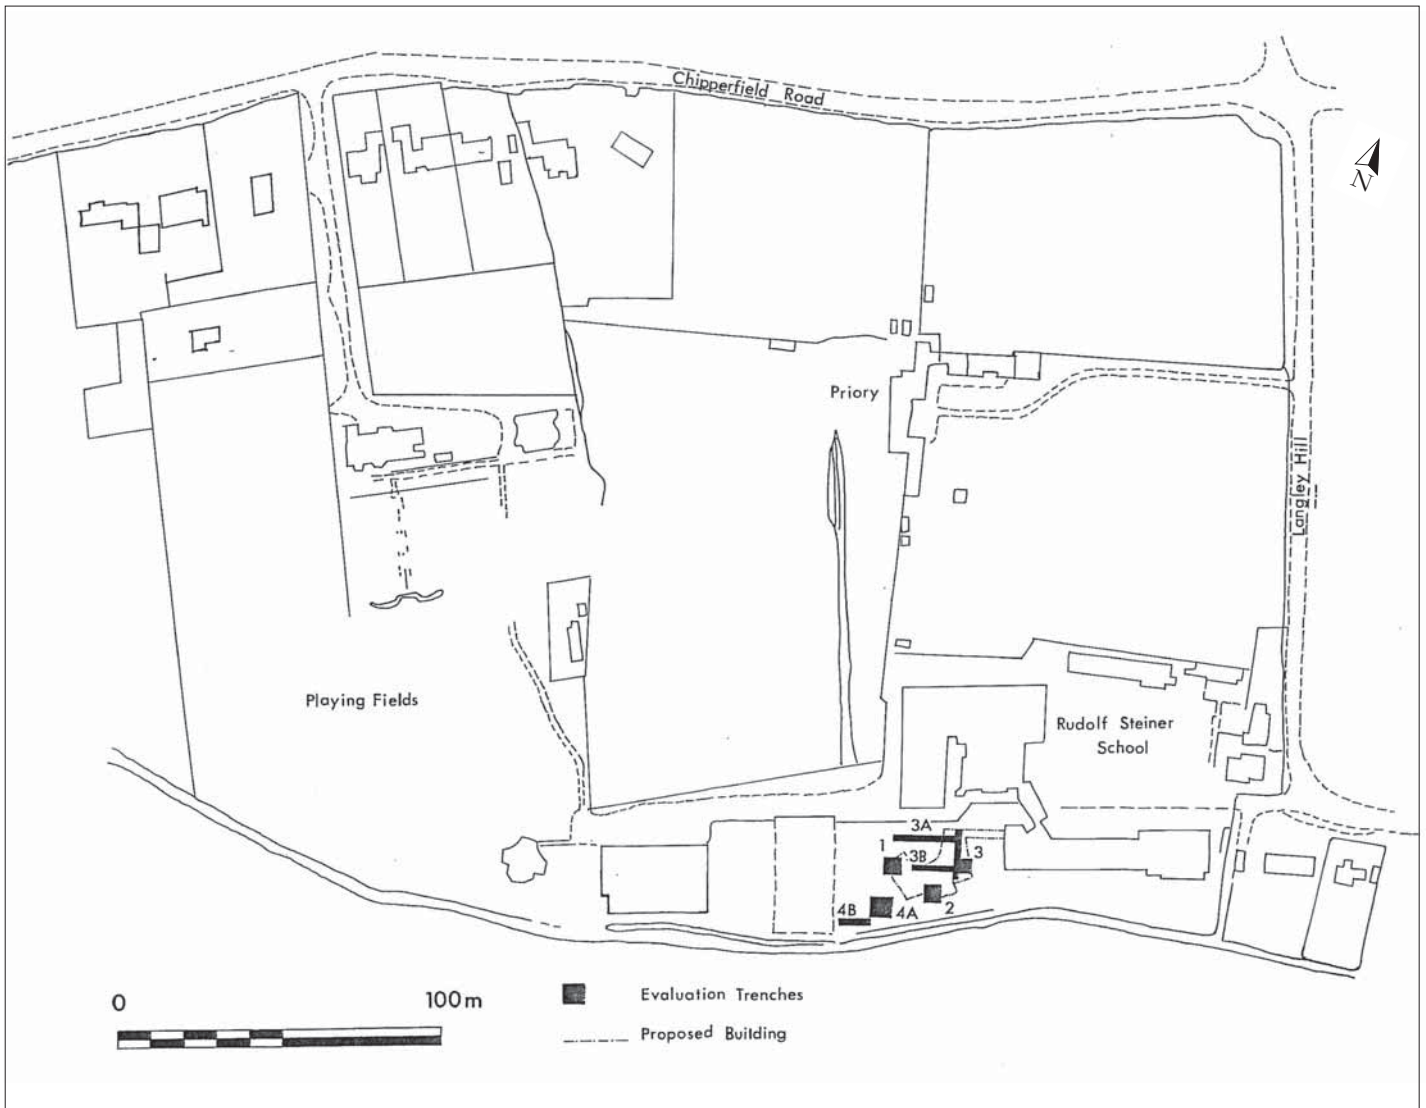 Chipperfield Road
N
Priory
Langley Hill
Playing Fields
Rudolf Steiner
School
3A
1
3B
3
4B
4A
2
0
100m
Evaluation Trenches
Proposed Building